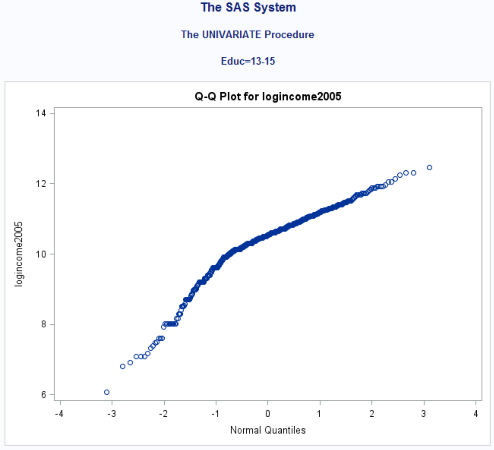 The SAS System
The UNIVARIATE Procedure
Educ=13-15
Q-Q Plot for logincome2005
14
12
10
8
6
logincome2005
-4 -3 -2 -1 0 1 2 3 4
Normal Quantiles